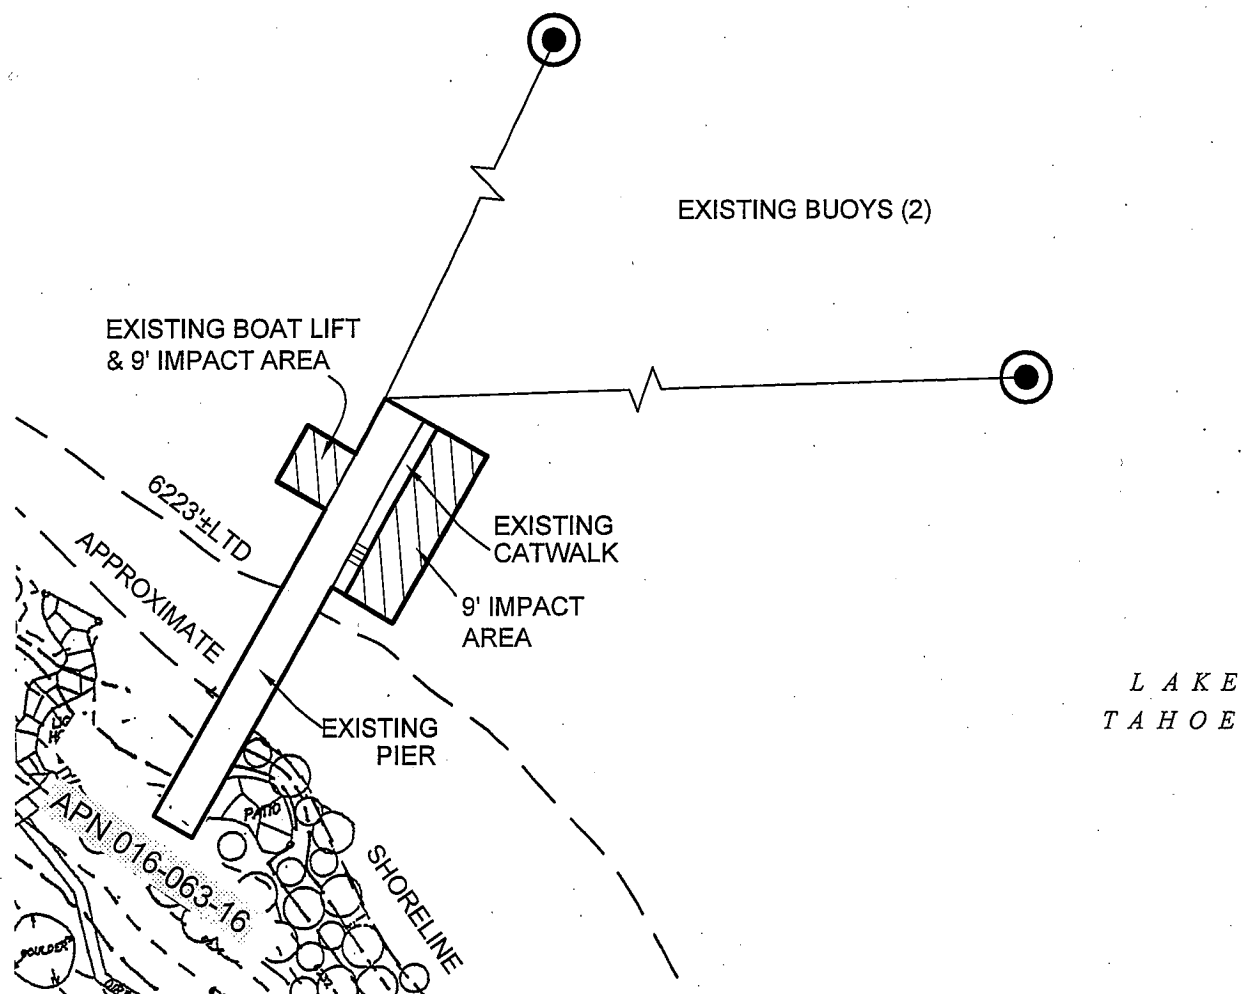 EXISTING BUOYS (2)
EXISTING BOAT LIFT
& 9' IMPACT AREA
6223'±LTD
APPROXIMATE
EXISTING
CATWALK
9' IMPACT
AREA
EXISTING
PIER
LAKE
TAHOE
PATIO
APN 016-063-16
SHORELINE
BOULDER